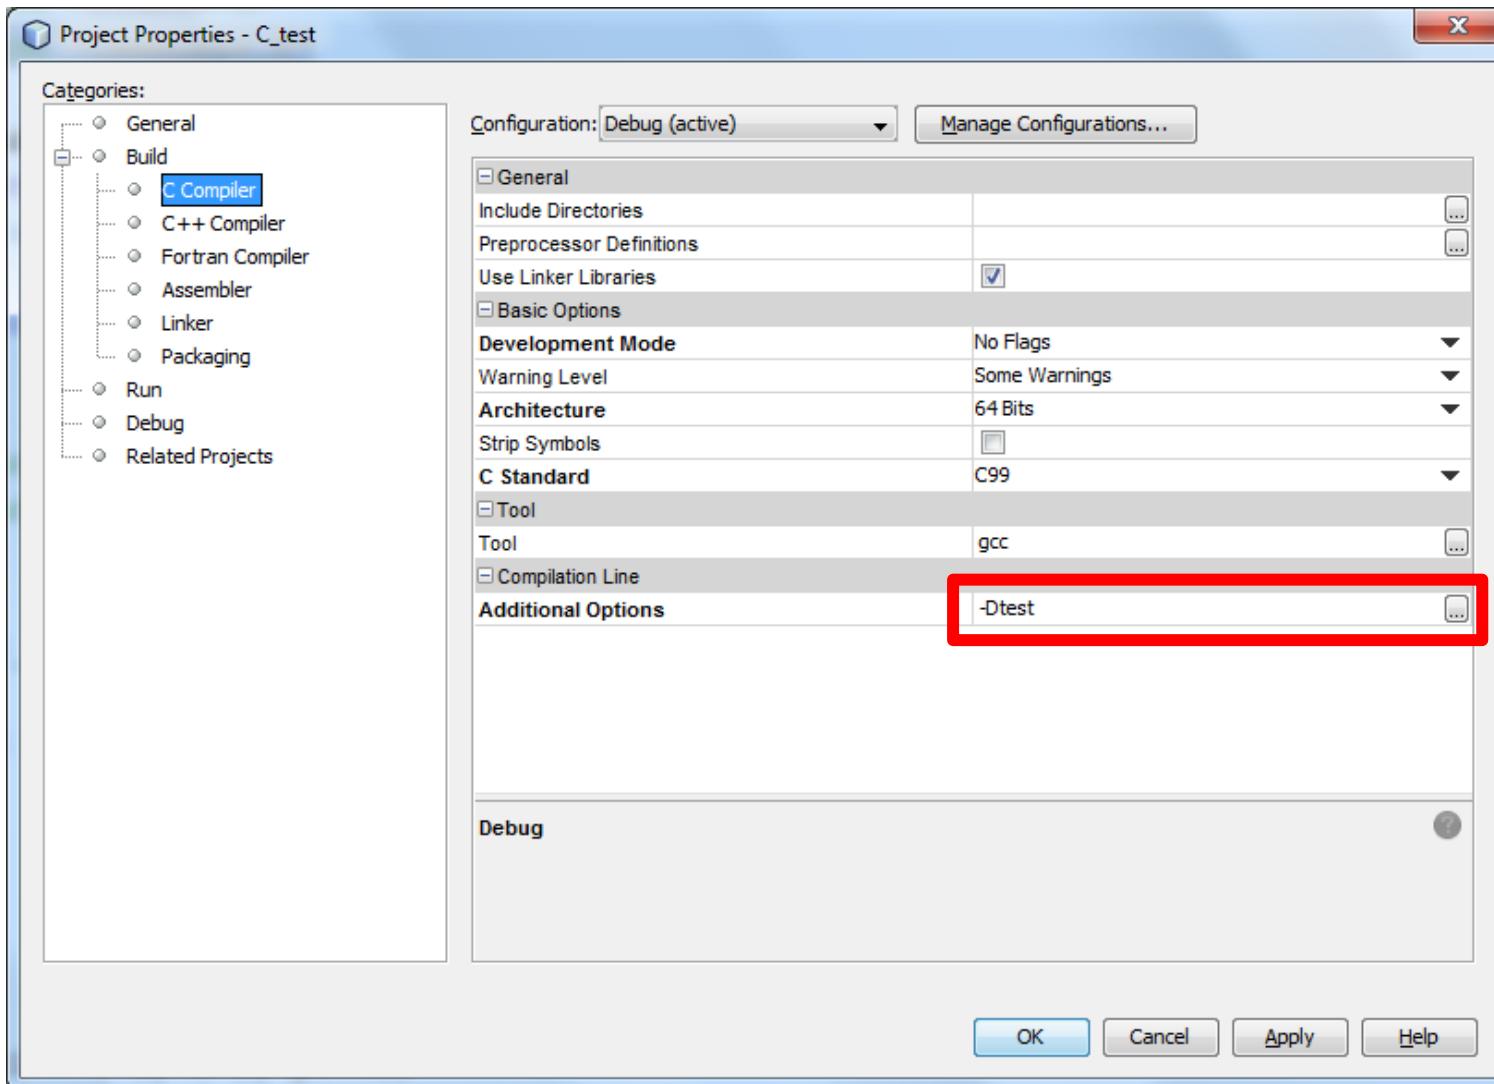 Project Properties - C_test
Categories:
General
Build
C Compiler
C++ Compiler
Fortran Compiler
Assembler
Linker
Packaging
Run
Debug
Related Projects
Configuration: Debug (active) Manage Configurations...
General
Include Directories ...
Preprocessor Definitions ...
Use Linker Libraries
Basic Options
Development Mode No Flags
Warning Level Some Warnings
Architecture 64 Bits
Strip Symbols
C Standard C99
Tool
Tool gcc ...
Compilation Line
Additional Options -Dtest ...
Debug ?
OK Cancel Apply Help